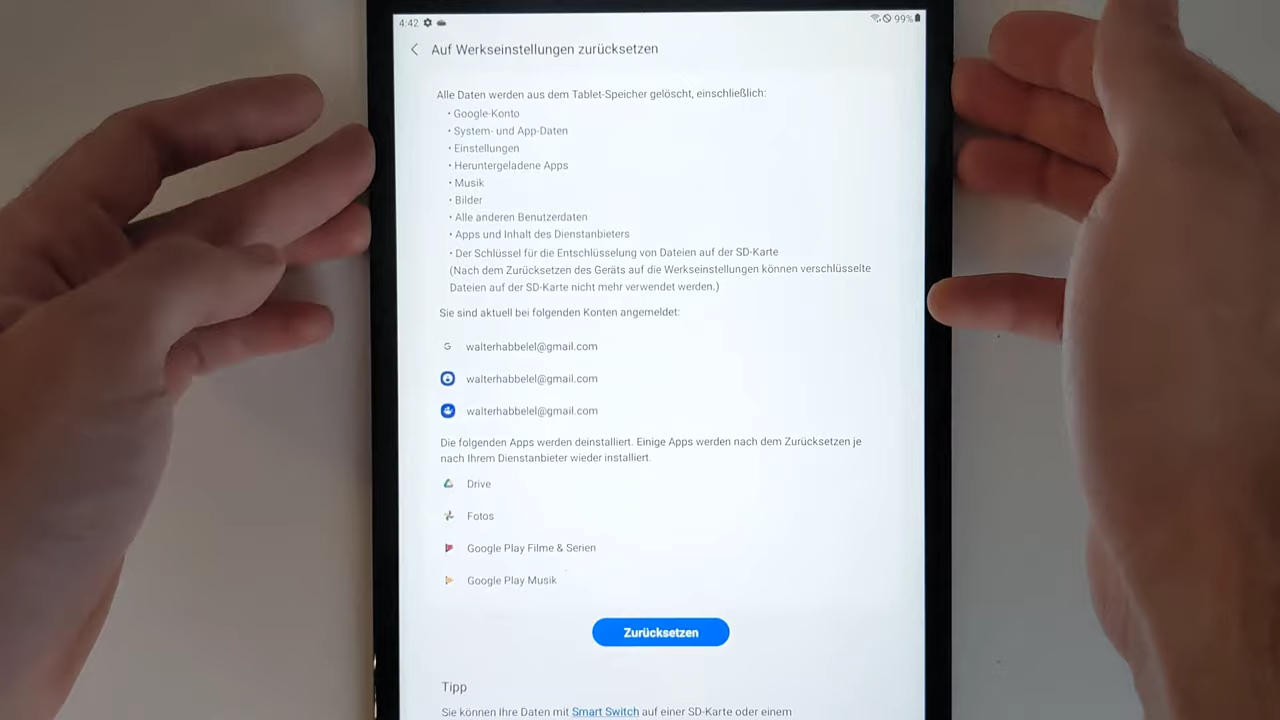 4:42 99%
Auf Werkseinstellungen zurücksetzen
Alle Daten werden aus dem Tablet-Speicher gelöscht, einschließlich:
• Google-Konto
• System- und App-Daten
• Einstellungen
• Heruntergeladene Apps
• Musik
• Bilder
• Alle anderen Benutzerdaten
• Apps und Inhalt des Dienstanbieters
• Der Schlüssel für die Entschlüsselung von Dateien auf der SD-Karte
(Nach dem Zurücksetzen des Geräts auf die Werkseinstellungen können verschlüsselte
Dateien auf der SD-Karte nicht mehr verwendet werden.)
Sie sind aktuell bei folgenden Konten angemeldet:
G walterhabbelel@gmail.com
walterhabbelel@gmail.com
walterhabbelel@gmail.com
Die folgenden Apps werden deinstalliert. Einige Apps werden nach dem Zurücksetzen je
nach Ihrem Dienstanbieter wieder installiert.
Drive
Fotos
Google Play Filme & Serien
Google Play Musik
Zurücksetzen
Tipp
Sie können Ihre Daten mit Smart Switch auf einer SD-Karte oder einem